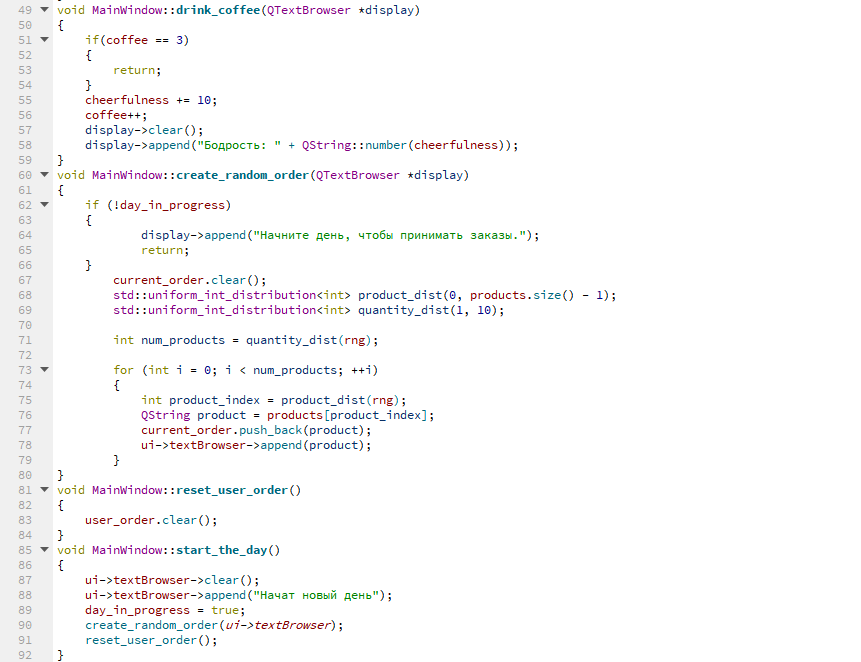 49 void MainWindow::drink_coffee(QTextBrowser *display)
50 {
51     if(coffee == 3)
52     {
53         return;
54     }
55     cheerfulness += 10;
56     coffee++;
57     display->clear();
58     display->append("Бодрость: " + QString::number(cheerfulness));
59 }
60 void MainWindow::create_random_order(QTextBrowser *display)
61 {
62     if (!day_in_progress)
63     {
64             display->append("Начните день, чтобы принимать заказы.");
65             return;
66     }
67         current_order.clear();
68         std::uniform_int_distribution<int> product_dist(0, products.size() - 1);
69         std::uniform_int_distribution<int> quantity_dist(1, 10);
70
71         int num_products = quantity_dist(rng);
72
73         for (int i = 0; i < num_products; ++i)
74         {
75             int product_index = product_dist(rng);
76             QString product = products[product_index];
77             current_order.push_back(product);
78             ui->textBrowser->append(product);
79         }
80 }
81 void MainWindow::reset_user_order()
82 {
83     user_order.clear();
84 }
85 void MainWindow::start_the_day()
86 {
87     ui->textBrowser->clear();
88     ui->textBrowser->append("Начат новый день");
89     day_in_progress = true;
90     create_random_order(ui->textBrowser);
91     reset_user_order();
92 }